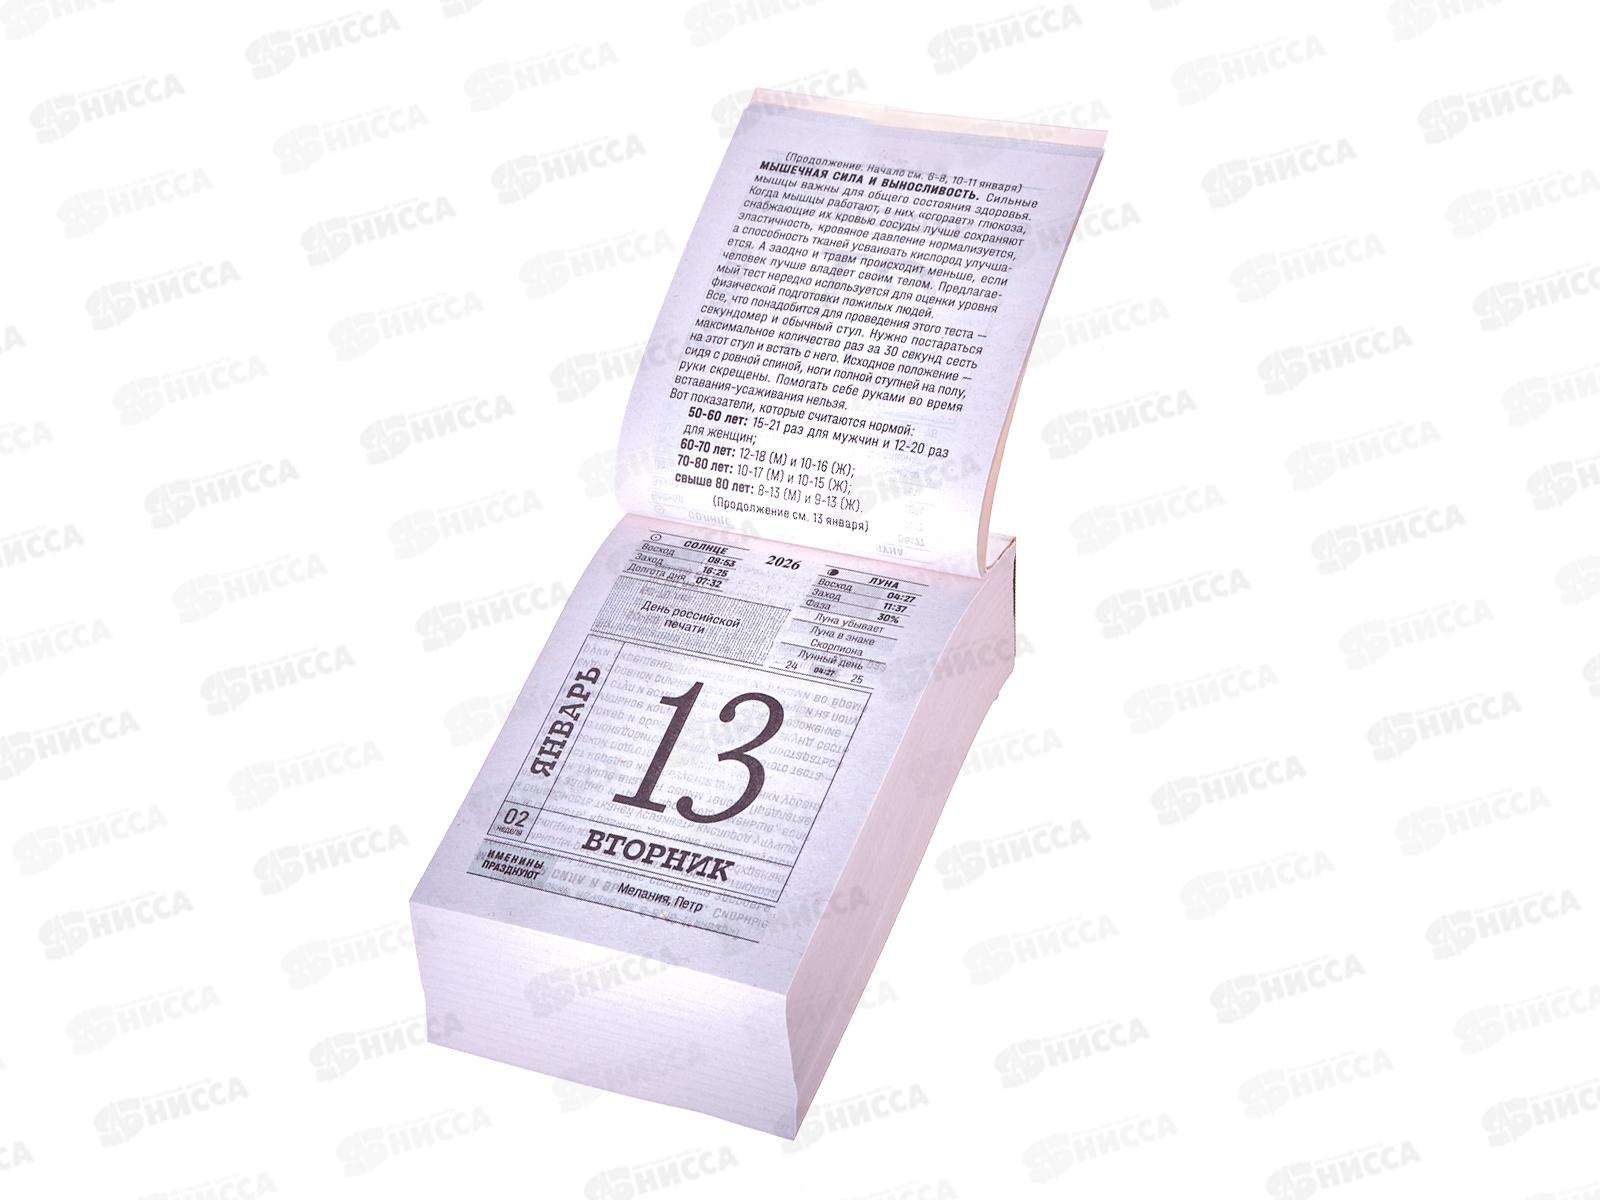 (Продолжение. Начало см. 6-8, 10-11 января)
МЫШЕЧНАЯ СИЛА И ВЫНОСЛИВОСТЬ. Сильные
мышцы важны для общего состояния здоровья.
Когда мышцы работают, в них «сгорает» глюкоза,
снабжающие их кровью сосуды лучше сохраняют
эластичность, кровяное давление нормализуется,
а способность тканей усваивать кислород улучша-
ется. А заодно и травм происходит меньше, если
человек лучше владеет своим телом. Предлагае-
мый тест нередко используется для оценки уровня
физической подготовки пожилых людей.
Все, что понадобится для проведения этого теста —
секундомер и обычный стул. Нужно постараться
максимальное количество раз за 30 секунд сесть
на этот стул и встать с него. Исходное положение —
сидя с ровной спиной, ноги полной ступней на полу,
руки скрещены. Помогать себе руками во время
вставания-усаживания нельзя.
Вот показатели, которые считаются нормой:
50-60 лет: 15-21 раз для мужчин и 12-20 раз
для женщин;
60-70 лет: 12-18 (М) и 10-16 (Ж);
70-80 лет: 10-17 (М) и 10-15 (Ж);
свыше 80 лет: 8-13 (М) и 9-13 (Ж).
(Продолжение см. 13 января)
СОЛНЦЕ
Восход 08:53
Заход 16:25
Долгота дня 07:32
2026
ЛУНА
Восход 04:27
Заход 11:37
Фаза 30%
Луна убывает
Луна в знаке
Скорпиона
Лунный день
24 04:27 25
День российской
печати
ЯНВАРЬ
13
02
неделя
ВТОРНИК
ИМЕНИНЫ
ПРАЗДНУЮТ
Мелания, Петр
НИССА